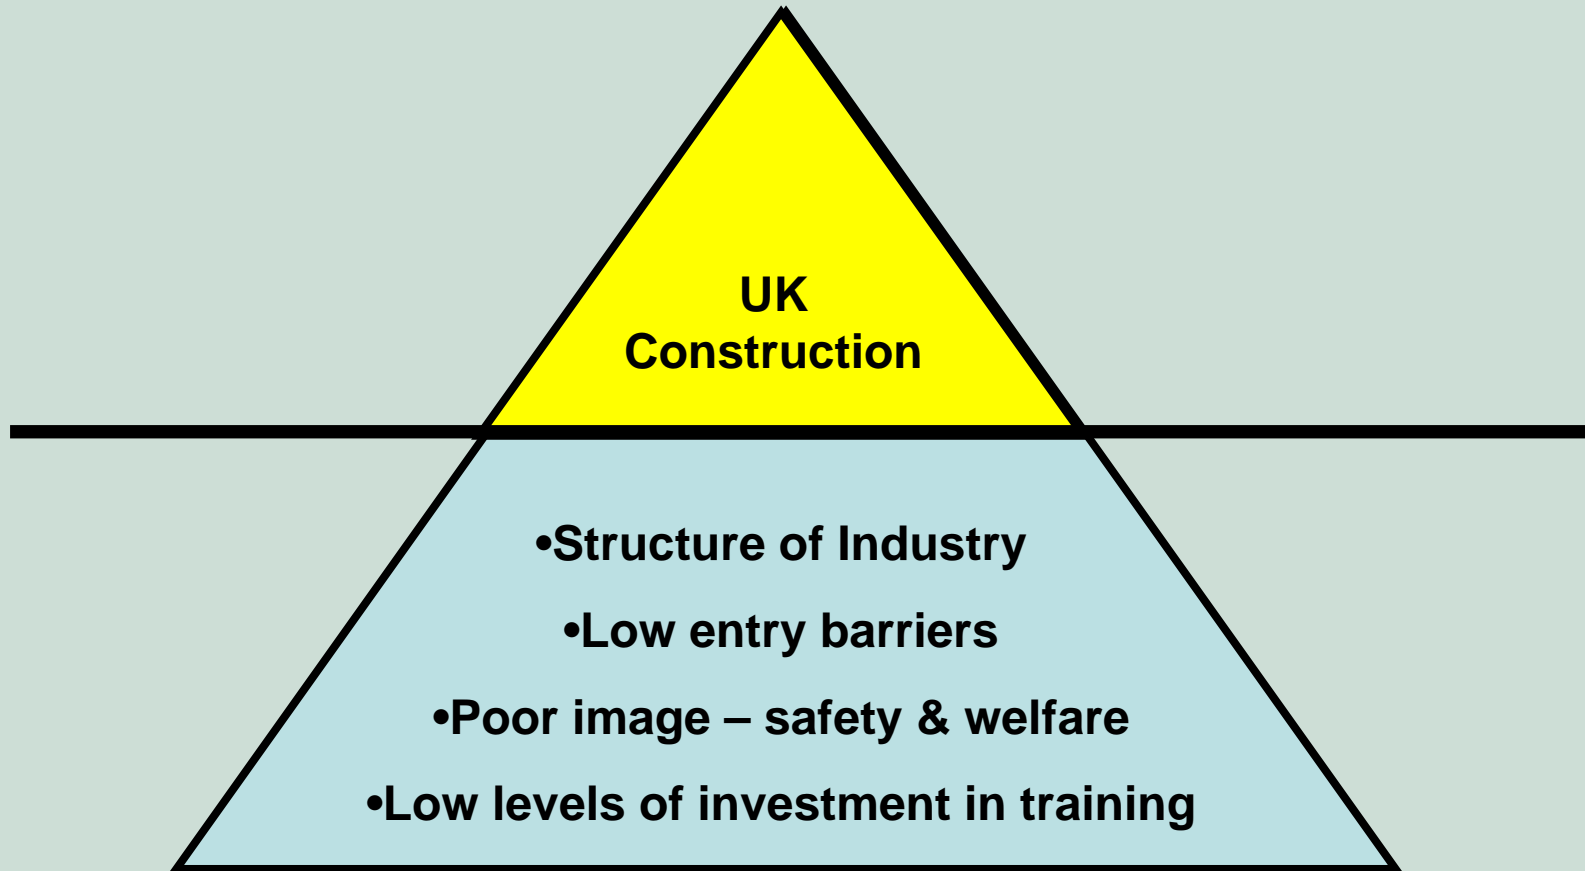 UK
Construction
•Structure of Industry
•Low entry barriers
•Poor image – safety & welfare
•Low levels of investment in training